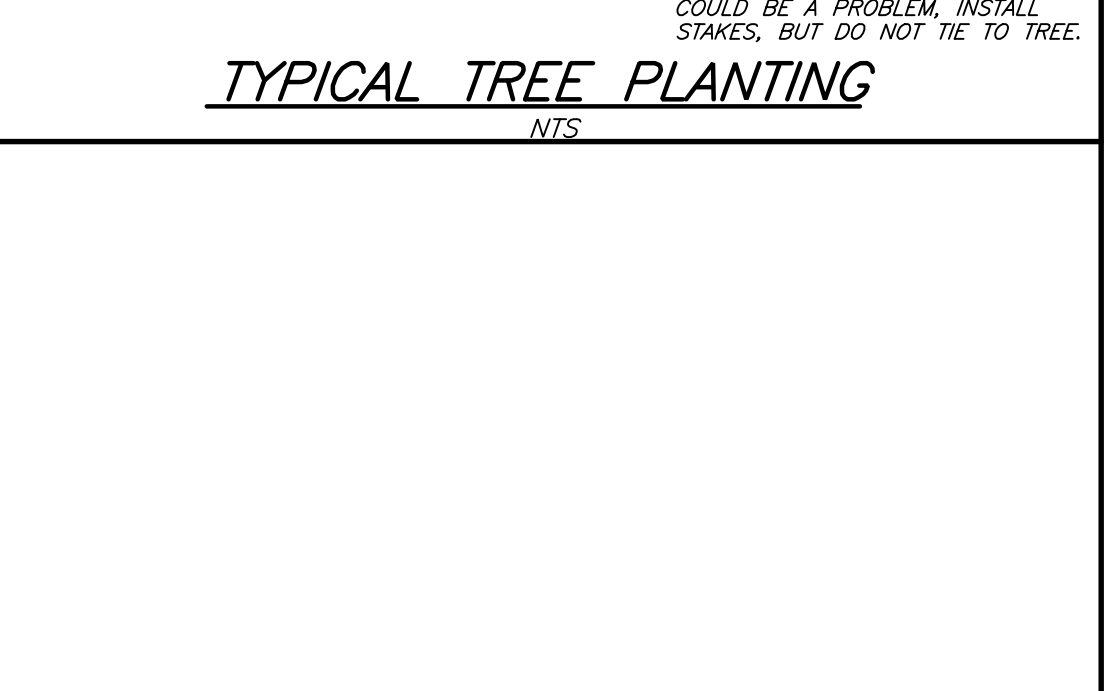 COULD BE A PROBLEM, INSTALL
STAKES, BUT DO NOT TIE TO TREE.
TYPICAL TREE PLANTING
NTS